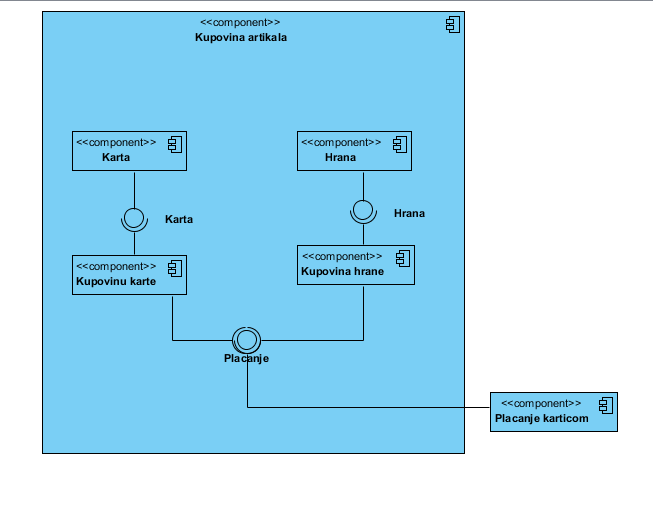 <<component>>
Kupovina artikala
<<component>>
Karta
<<component>>
Hrana
Karta
Hrana
<<component>>
Kupovinu karte
<<component>>
Kupovina hrane
Placanje
<<component>>
Placanje karticom